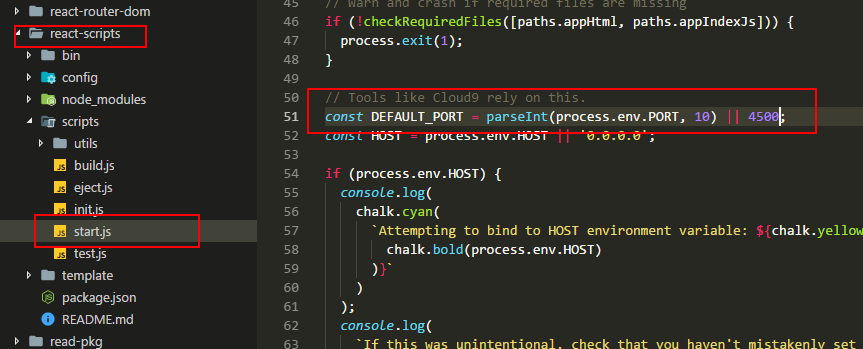 react-router-dom
react-scripts
bin
config
node_modules
scripts
utils
build.js
eject.js
init.js
start.js
test.js
template
package.json
README.md
read-pkg
45 // Warn and crash if required files are missing
46 if (!checkRequiredFiles([paths.appHtml, paths.appIndexJs])) {
47 process.exit(1);
48 }
49
50 // Tools like Cloud9 rely on this.
51 const DEFAULT_PORT = parseInt(process.env.PORT, 10) || 4500;
52 const HOST = process.env.HOST || '0.0.0.0';
53
54 if (process.env.HOST) {
55 console.log(
56 chalk.cyan(
57 `Attempting to bind to HOST environment variable: ${chalk.yellow
58 chalk.bold(process.env.HOST)
59 )}`
60 )
61 );
62 console.log(
63 `If this was unintentional, check that you haven't mistakenly set